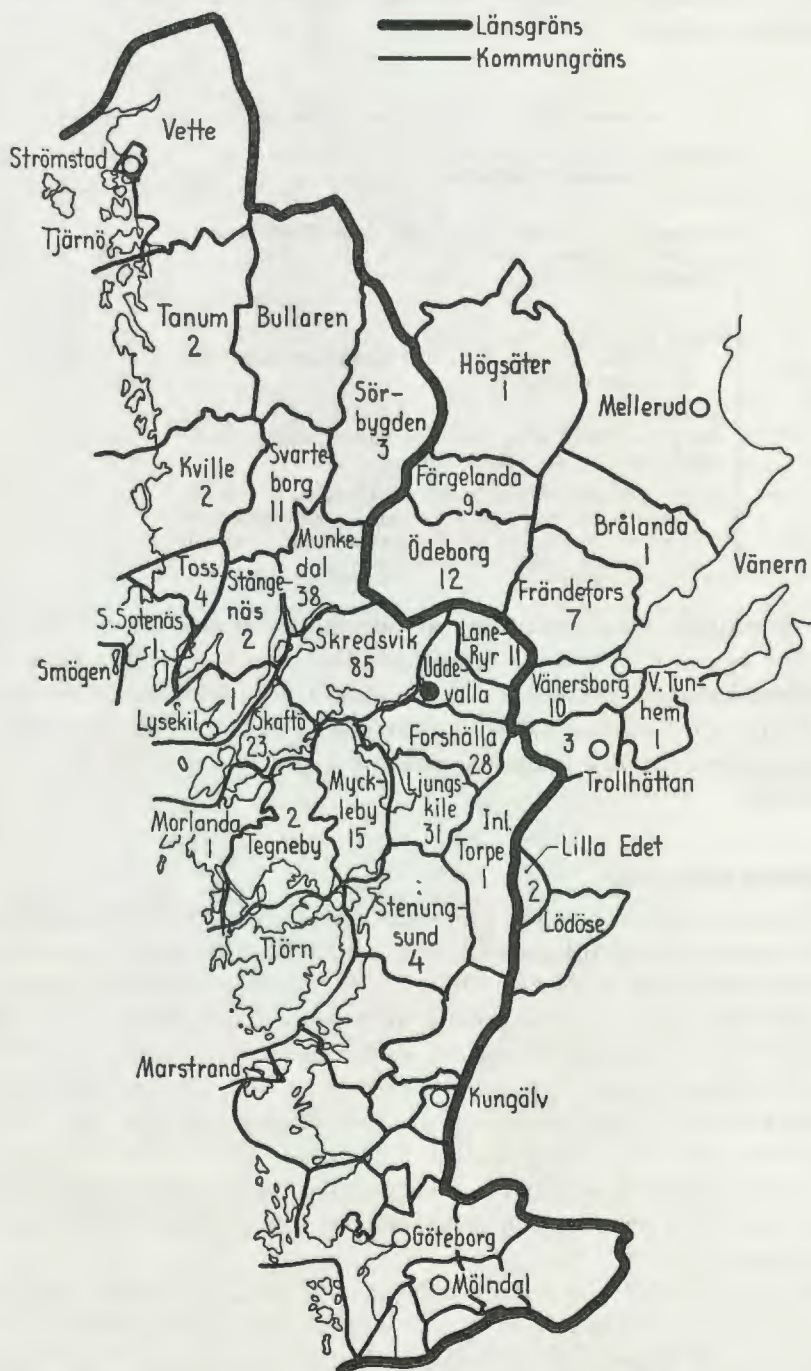 Länsgräns
Kommungräns
Vette
Strömstad
Tjärnö
Tanum
2
Bullaren
Högsäter
1
Mellerud
Sör-
bygden
3
Kville
2
Svarte-
borg
11
Färgelanda
9
Brålanda
1
Vänern
Munke-
dal
38
Ödeborg
12
Toss.
4
Stånge-
näs
2
Frändefors
7
S. Sotenäs
1
Smögen
Skredsvik
85
Lane-
Ryr 11
Udde-
valla
Vänersborg
10
V. Tun-
hem
1
1
Lysekil
Skaftö
23
Forshälla
28
3
Trollhättan
Myck-
leby
15
Ljungs-
kile
31
Morlanda
1
2
Tegneby
Inl.
Torpe
1
Lilla Edet
2
Lödöse
Stenung-
sund
4
Tjörn
Marstrand
Kungälv
Göteborg
Mölndal